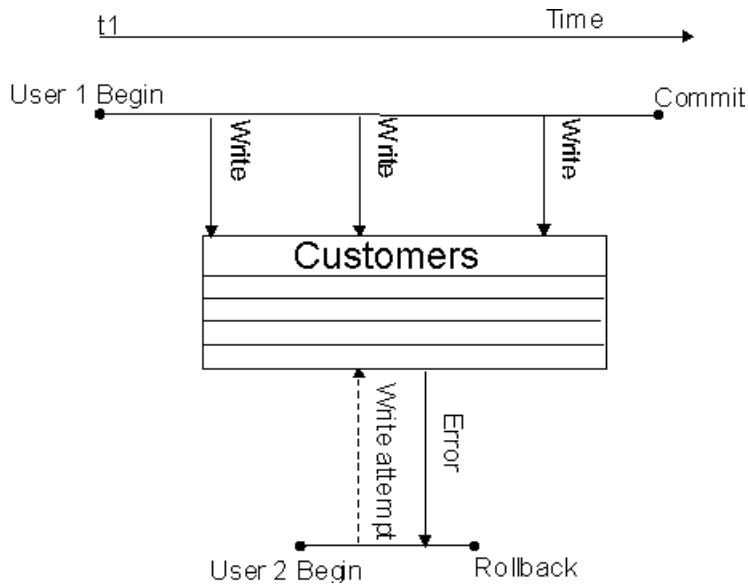 t1
Time
User 1 Begin
Commit
Write
Write
Write
Customers
Write attempt
Error
User 2 Begin
Rollback